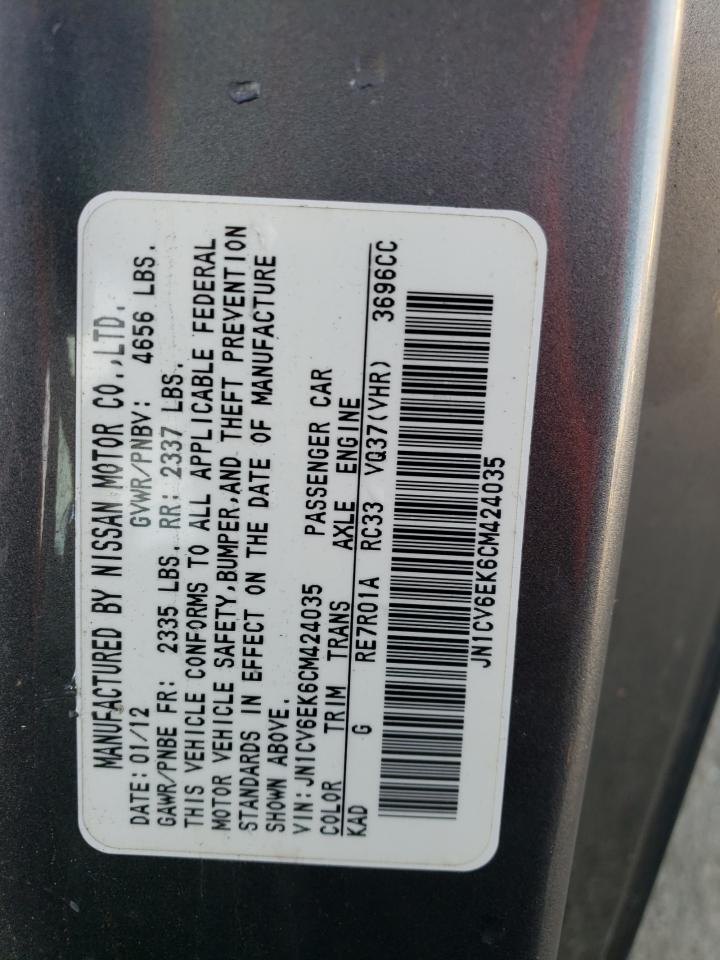 MANUFACTURED BY NISSAN MOTOR CO.,LTD.
DATE: 01/12 GVWR/PNBV: 4656 LBS.
GAWR/PNBE FR: 2335 LBS. RR: 2337 LBS.
THIS VEHICLE CONFORMS TO ALL APPLICABLE FEDERAL
MOTOR VEHICLE SAFETY,BUMPER,AND THEFT PREVENTION
STANDARDS IN EFFECT ON THE DATE OF MANUFACTURE
SHOWN ABOVE.
VIN:JN1CV6EK6CM424035 PASSENGER CAR
COLOR TRIM TRANS AXLE ENGINE
KAD G RE7R01A RC33 VQ37(VHR) 3696CC
JN1CV6EK6CM424035